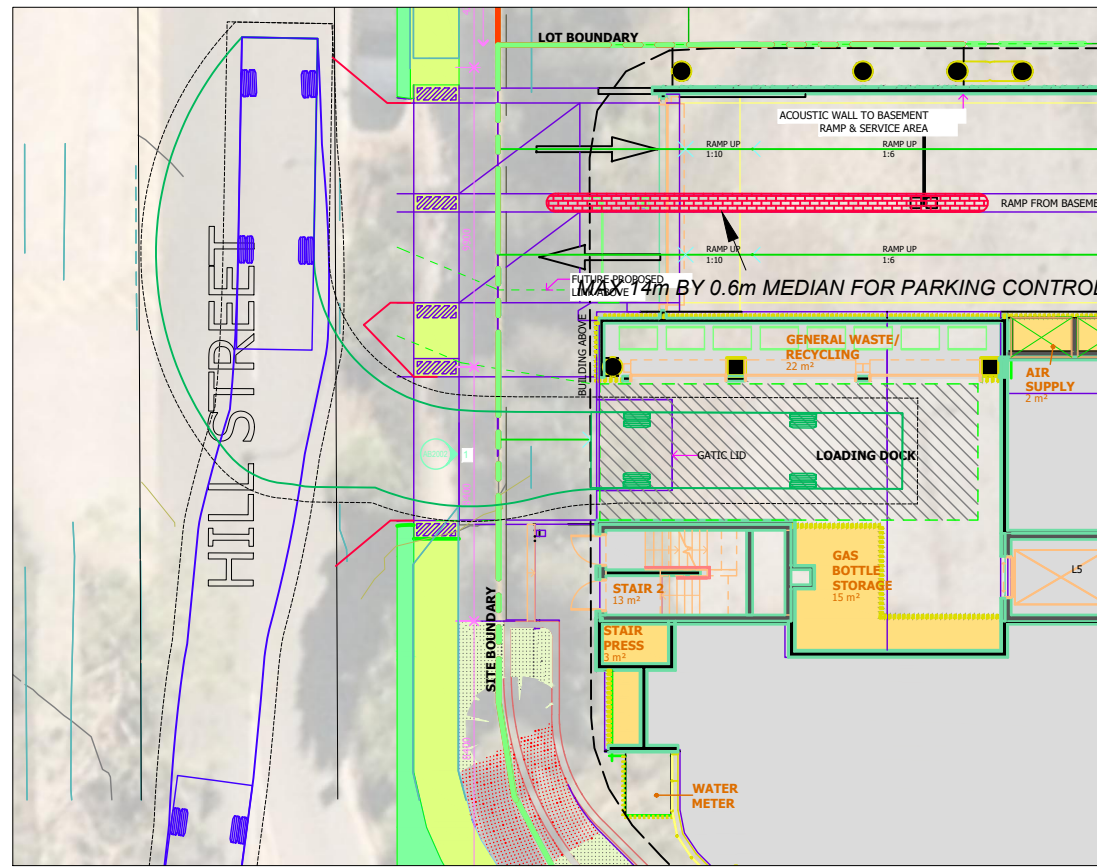 LOT BOUNDARY
ACOUSTIC WALL TO BASEMENT
RAMP & SERVICE AREA
RAMP UP
1:10
RAMP UP
1:6
RAMP FROM BASEME
RAMP UP
1:10
RAMP UP
1:6
FUTURE PROPOSED
LINK ABOVE
MAX 14m BY 0.6m MEDIAN FOR PARKING CONTROL
HILL STREET
BUILDING ABOVE
GENERAL WASTE/
RECYCLING
22 m²
AIR
SUPPLY
2 m²
GATIC LID
LOADING DOCK
GAS
BOTTLE
STORAGE
15 m²
L5
STAIR 2
13 m²
STAIR
PRESS
3 m²
SITE BOUNDARY
WATER
METER